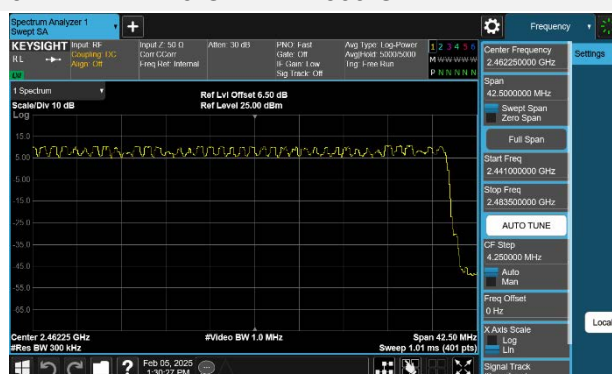 Spectrum Analyzer 1
Swept SA
Frequency
KEYSIGHT
Input: RF
Coupling: DC
Align: Off
Input Z: 50 Ω
Corr CCorr
Freq Ref: Internal
Atten: 30 dB
PNO: Fast
Gate: Off
IF Gain: Low
Sig Track: Off
Avg Type: Log-Power
Avg|Hold: 5000/5000
Trig: Free Run
1 2 3 4 5 6
M W W W W W
P N N N N N
RL
LVI
1 Spectrum
Scale/Div 10 dB
Log
Ref Lvl Offset 6.50 dB
Ref Level 25.00 dBm
15.0
5.00
-5.00
-15.0
-25.0
-35.0
-45.0
-55.0
-65.0
Center 2.46225 GHz
#Res BW 300 kHz
#Video BW 1.0 MHz
Span 42.50 MHz
Sweep 1.01 ms (401 pts)
Feb 05, 2025
1:30:27 PM
Center Frequency
2.462250000 GHz
Span
42.5000000 MHz
Swept Span
Zero Span
Full Span
Start Freq
2.441000000 GHz
Stop Freq
2.483500000 GHz
AUTO TUNE
CF Step
4.250000 MHz
Auto
Man
Freq Offset
0 Hz
X Axis Scale
Log
Lin
Signal Track
Settings
Local